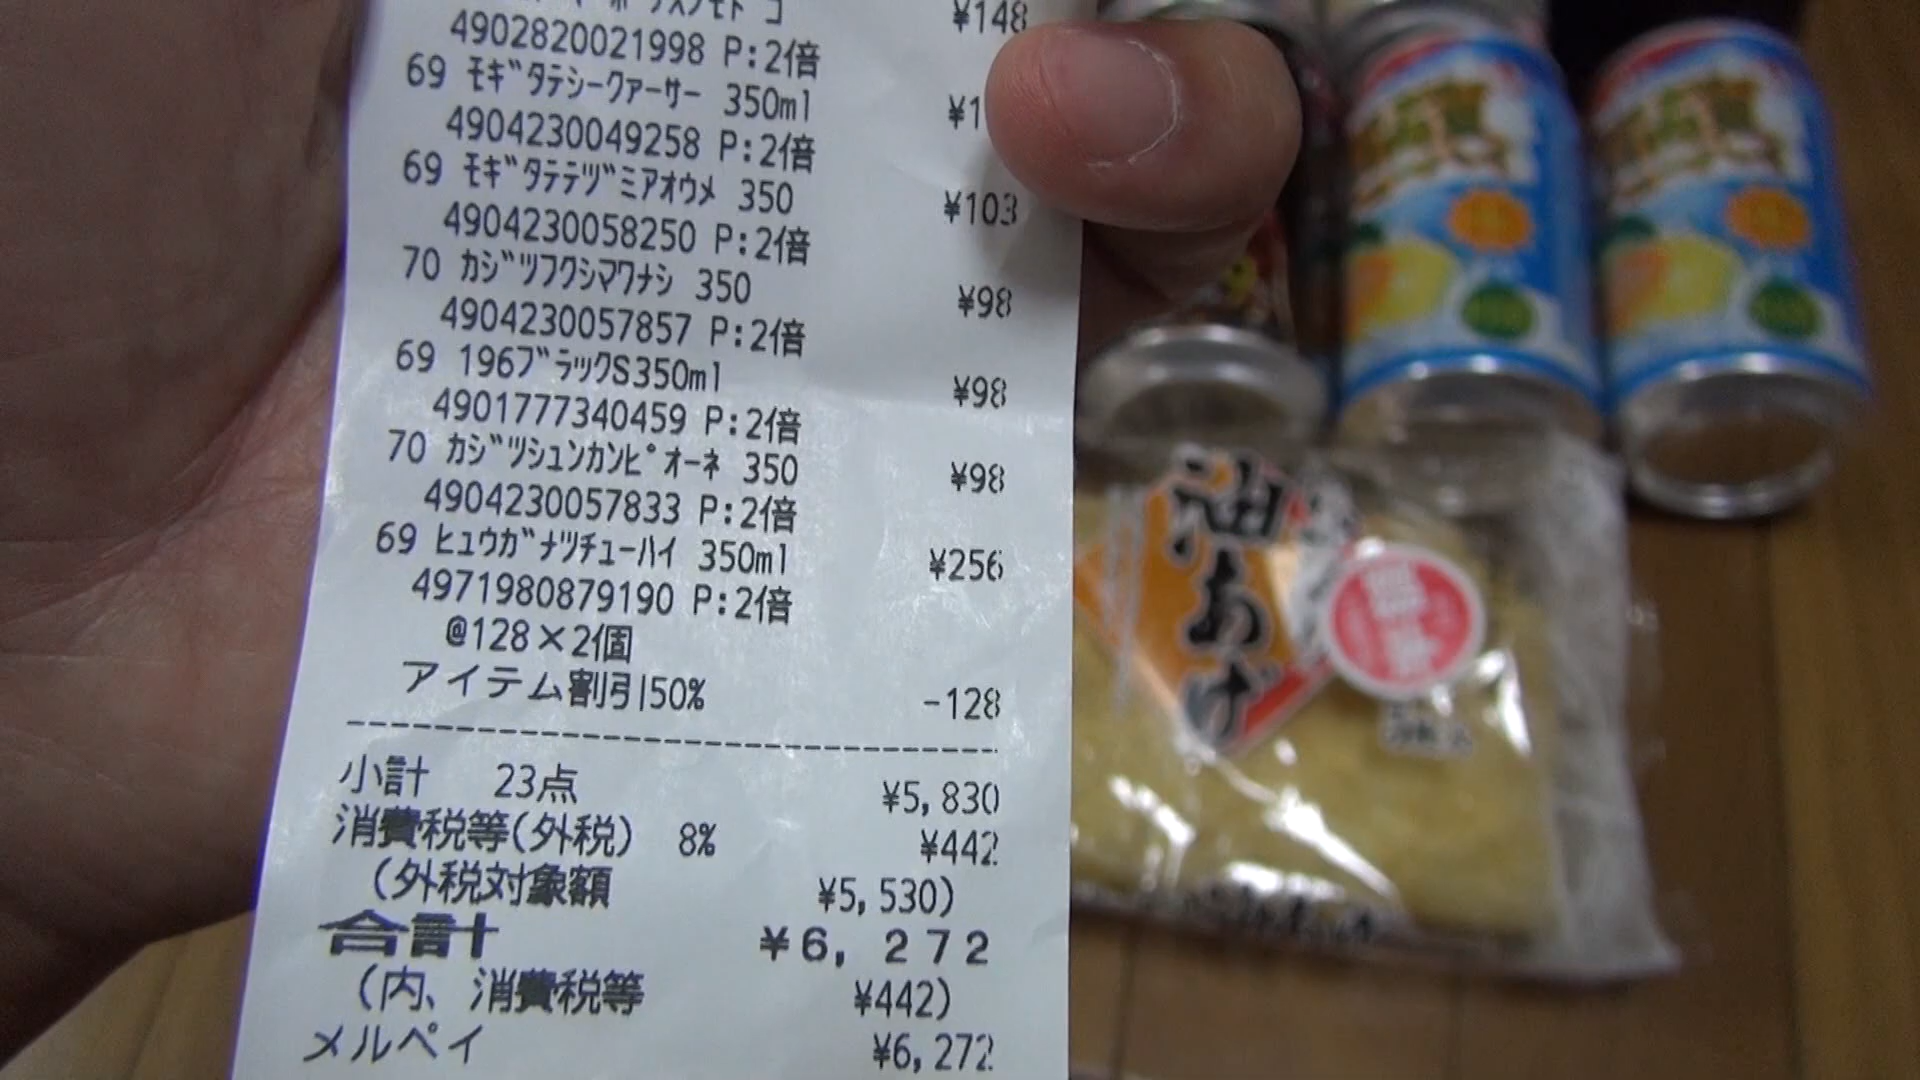 ¥148
4902820021998 P:2倍
69 ﾓｷﾞﾀﾃｼｰｸｧｰｻｰ 350ml ¥1
4904230049258 P:2倍
69 ﾓｷﾞﾀﾃﾃﾂﾞﾐｱｵｳﾒ 350 ¥103
4904230058250 P:2倍
70 ｶｼﾞﾂﾌｸｼﾏﾜﾅｼ 350 ¥98
4904230057857 P:2倍
69 196ﾌﾞﾗｯｸS350ml ¥98
4901777340459 P:2倍
70 ｶｼﾞﾂｼｭﾝｶﾝﾋﾟｵｰﾈ 350 ¥98
4904230057833 P:2倍
69 ﾋｭｳｶﾞﾅﾂﾁｭｰﾊｲ 350ml ¥256
4971980879190 P:2倍
@128×2個
アイテム割引50% -128
小計 23点 ¥5,830
消費税等(外税) 8% ¥442
(外税対象額 ¥5,530)
合計 ¥6,272
(内、消費税等 ¥442)
メルペイ ¥6,272
油あげ